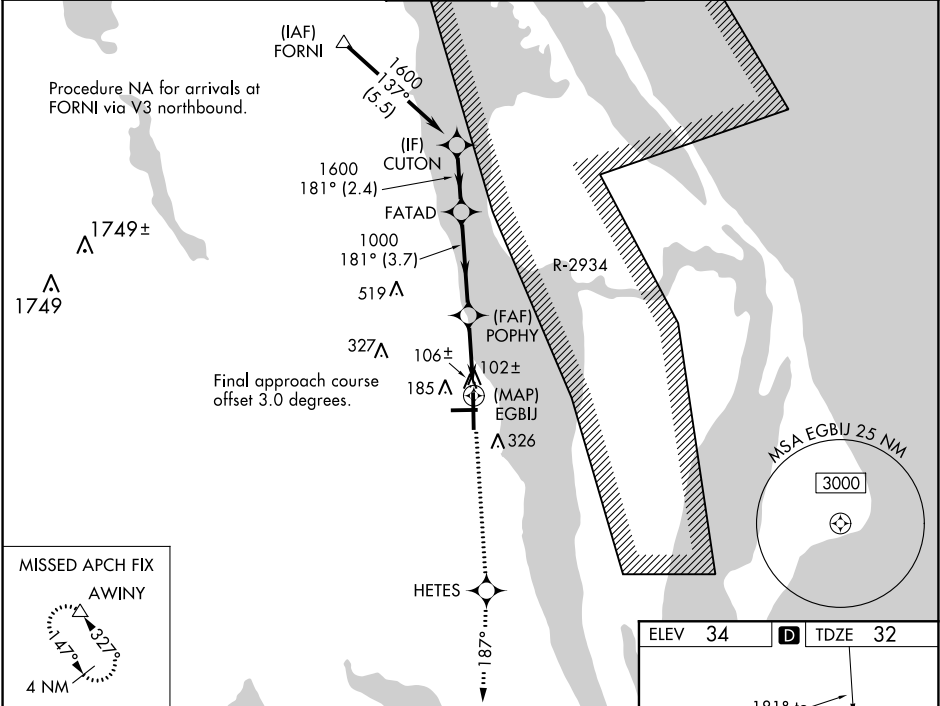 (IAF)
FORNI
1600
137°
(5.5)
Procedure NA for arrivals at
FORNI via V3 northbound.
(IF)
CUTON
1600
181° (2.4)
FATAD
1749±
1000
181° (3.7)
R-2934
519
1749
(FAF)
POPHY
327
106±
102±
Final approach course
offset 3.0 degrees.
185
(MAP)
EGBIJ
326
MSA EGBIJ 25 NM
3000
MISSED APCH FIX
AWINY
147°
327°
4 NM
HETES
187°
ELEV 34
D
TDZE 32